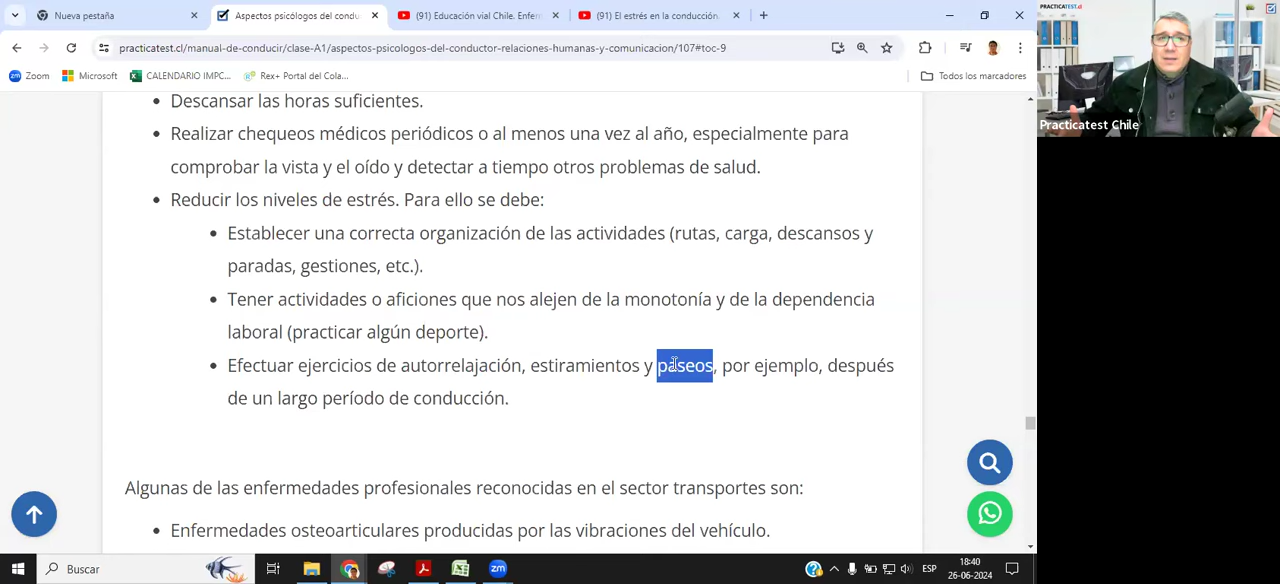 Nueva pestaña
Aspectos psicológicos
(91) educación vial Chile Enfer
(91) El estrés en la conducción
practicatest.cl/manual-de-conducir/clase-A1/aspectos-psicologos-del-conductor-relaciones-humanas-y-comunicacion/107#toc-9
Zoom
Microsoft
CALENDARIO (MPC...
Rex+ Portal del Cola...
Todos los marcadores
PRACTICATEST.cl
Practicatest Chile
Descansar las horas suficientes.
Realizar chequeos médicos periódicos o al menos una vez al año, especialmente para
comprobar la vista y el oído y detectar a tiempo otros problemas de salud.
Reducir los niveles de estrés. Para ello se debe:
Establecer una correcta organización de las actividades (rutas, carga, descansos y
paradas, gestiones, etc.).
Tener actividades o aficiones que nos alejen de la monotonía y de la dependencia
laboral (practicar algún deporte).
Efectuar ejercicios de autorrelajación, estiramientos y paseos, por ejemplo, después
de un largo período de conducción.
Algunas de las enfermedades profesionales reconocidas en el sector transportes son:
Enfermedades osteoarticulares producidas por las vibraciones del vehículo.
Buscar
zm
ESP
18:40
26-06-2024